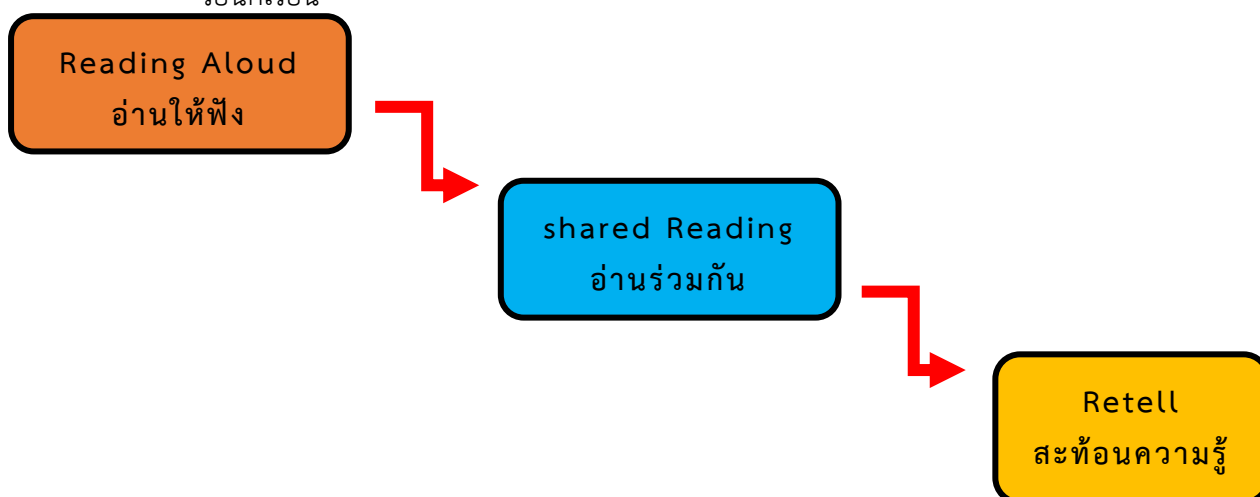 Reading Aloud
อ่านให้ฟัง
shared Reading
อ่านร่วมกัน
Retell
สะท้อนความรู้